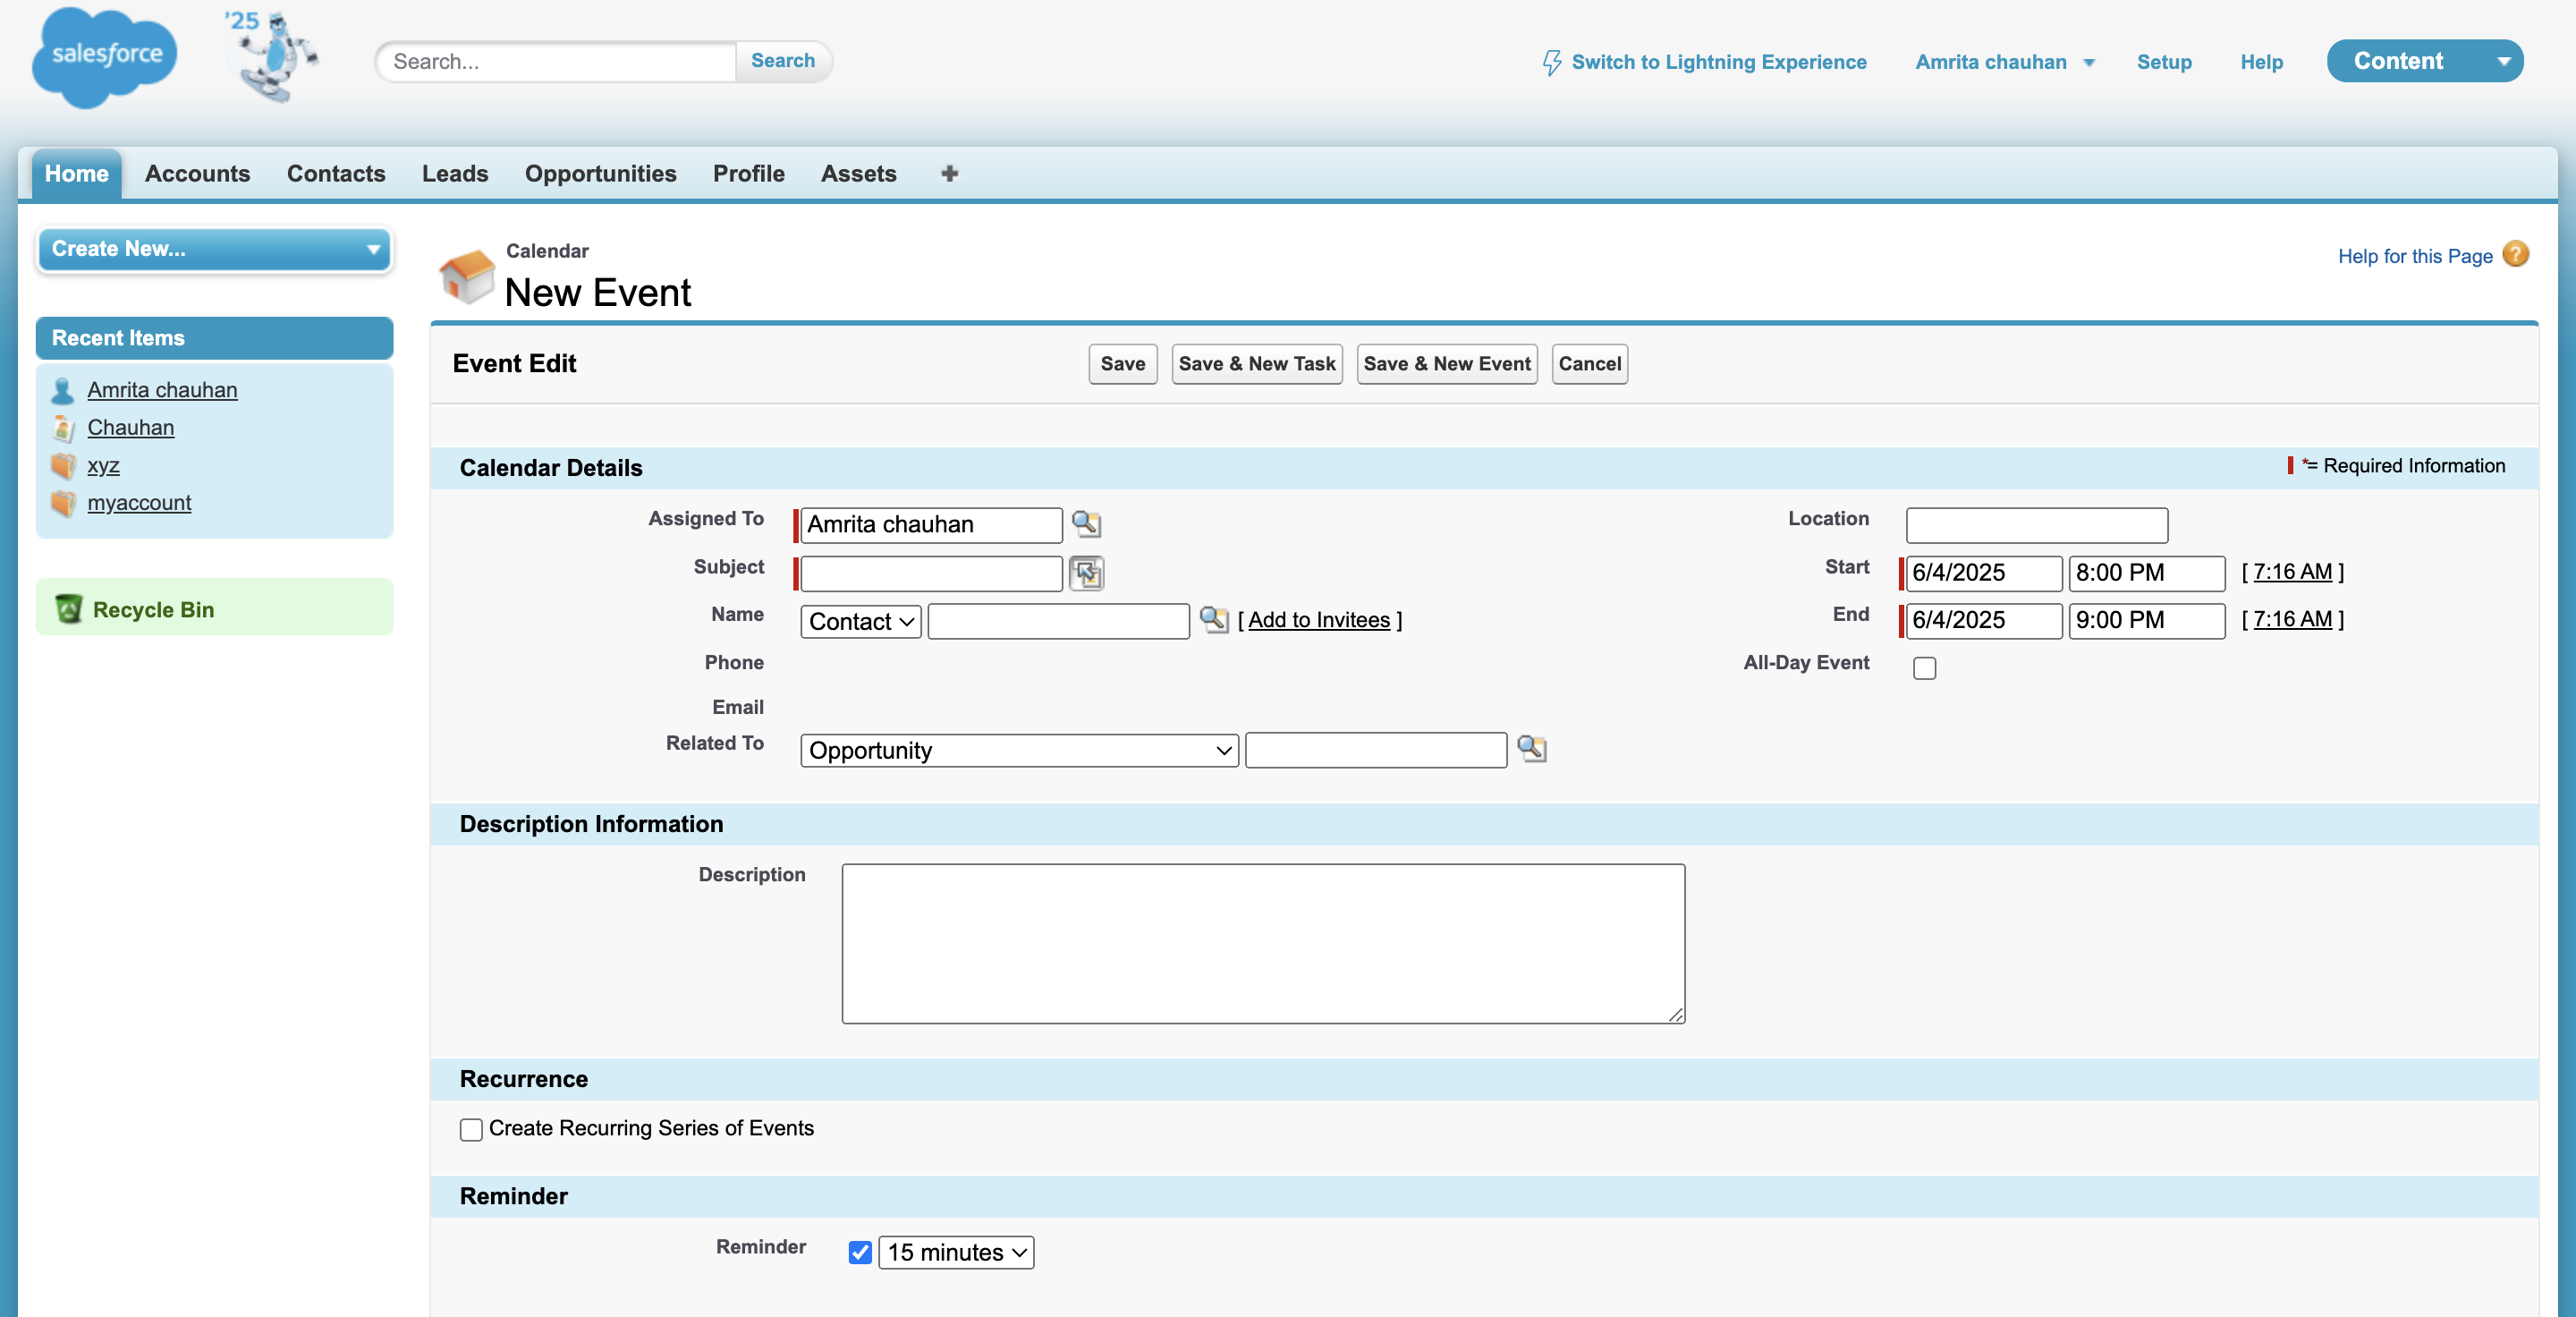 salesforce
'25
Search...
Search
Switch to Lightning Experience
Amrita chauhan
Setup
Help
Content
Home
Accounts
Contacts
Leads
Opportunities
Profile
Assets
Create New...
Recent Items
Amrita chauhan
Chauhan
xyz
myaccount
Recycle Bin
Calendar
New Event
Help for this Page ?
Event Edit
Save
Save & New Task
Save & New Event
Cancel
Calendar Details
*= Required Information
Assigned To Amrita chauhan
Location
Subject
Start 6/4/2025 8:00 PM [ 7:16 AM ]
Name Contact [ Add to Invitees ]
End 6/4/2025 9:00 PM [ 7:16 AM ]
Phone
All-Day Event
Email
Related To Opportunity
Description Information
Description
Recurrence
Create Recurring Series of Events
Reminder
Reminder 15 minutes